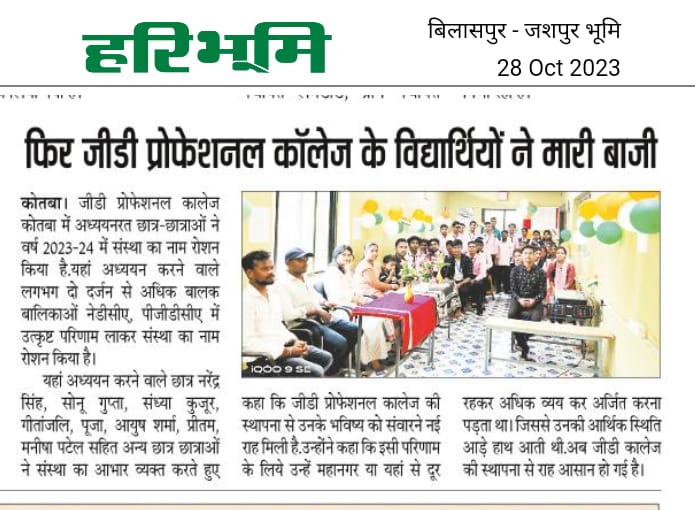 हरिभूमि
बिलासपुर - जशपुर भूमि
28 Oct 2023
फिर जीडी प्रोफेशनल कॉलेज के विद्यार्थियों ने मारी बाजी
कोतबा। जीडी प्रोफेशनल कालेज
कोतबा में अध्ययनरत छात्र-छात्राओं ने
वर्ष 2023-24 में संस्था का नाम रोशन
किया है.यहां अध्ययन करने वाले
लगभग दो दर्जन से अधिक बालक
बालिकाओं नेडीसीए, पीजीडीसीए में
उत्कृष्ट परिणाम लाकर संस्था का नाम
रोशन किया है।
यहां अध्ययन करने वाले छात्र नरेंद्र
सिंह, सोनू गुप्ता, संध्या कुजूर,
गीतांजलि, पूजा, आयुष शर्मा, प्रीतम,
मनीषा पटेल सहित अन्य छात्र छात्राओं
ने संस्था का आभार व्यक्त करते हुए
iQOO 9 SE
कहा कि जीडी प्रोफेशनल कालेज की
स्थापना से उनके भविष्य को संवारने नई
राह मिली है.उन्होंने कहा कि इसी परिणाम
के लिये उन्हें महानगर या यहां से दूर
रहकर अधिक व्यय कर अर्जित करना
पड़ता था। जिससे उनकी आर्थिक स्थिति
आड़े हाथ आती थी.अब जीडी कालेज
की स्थापना से राह आसान हो गई है।